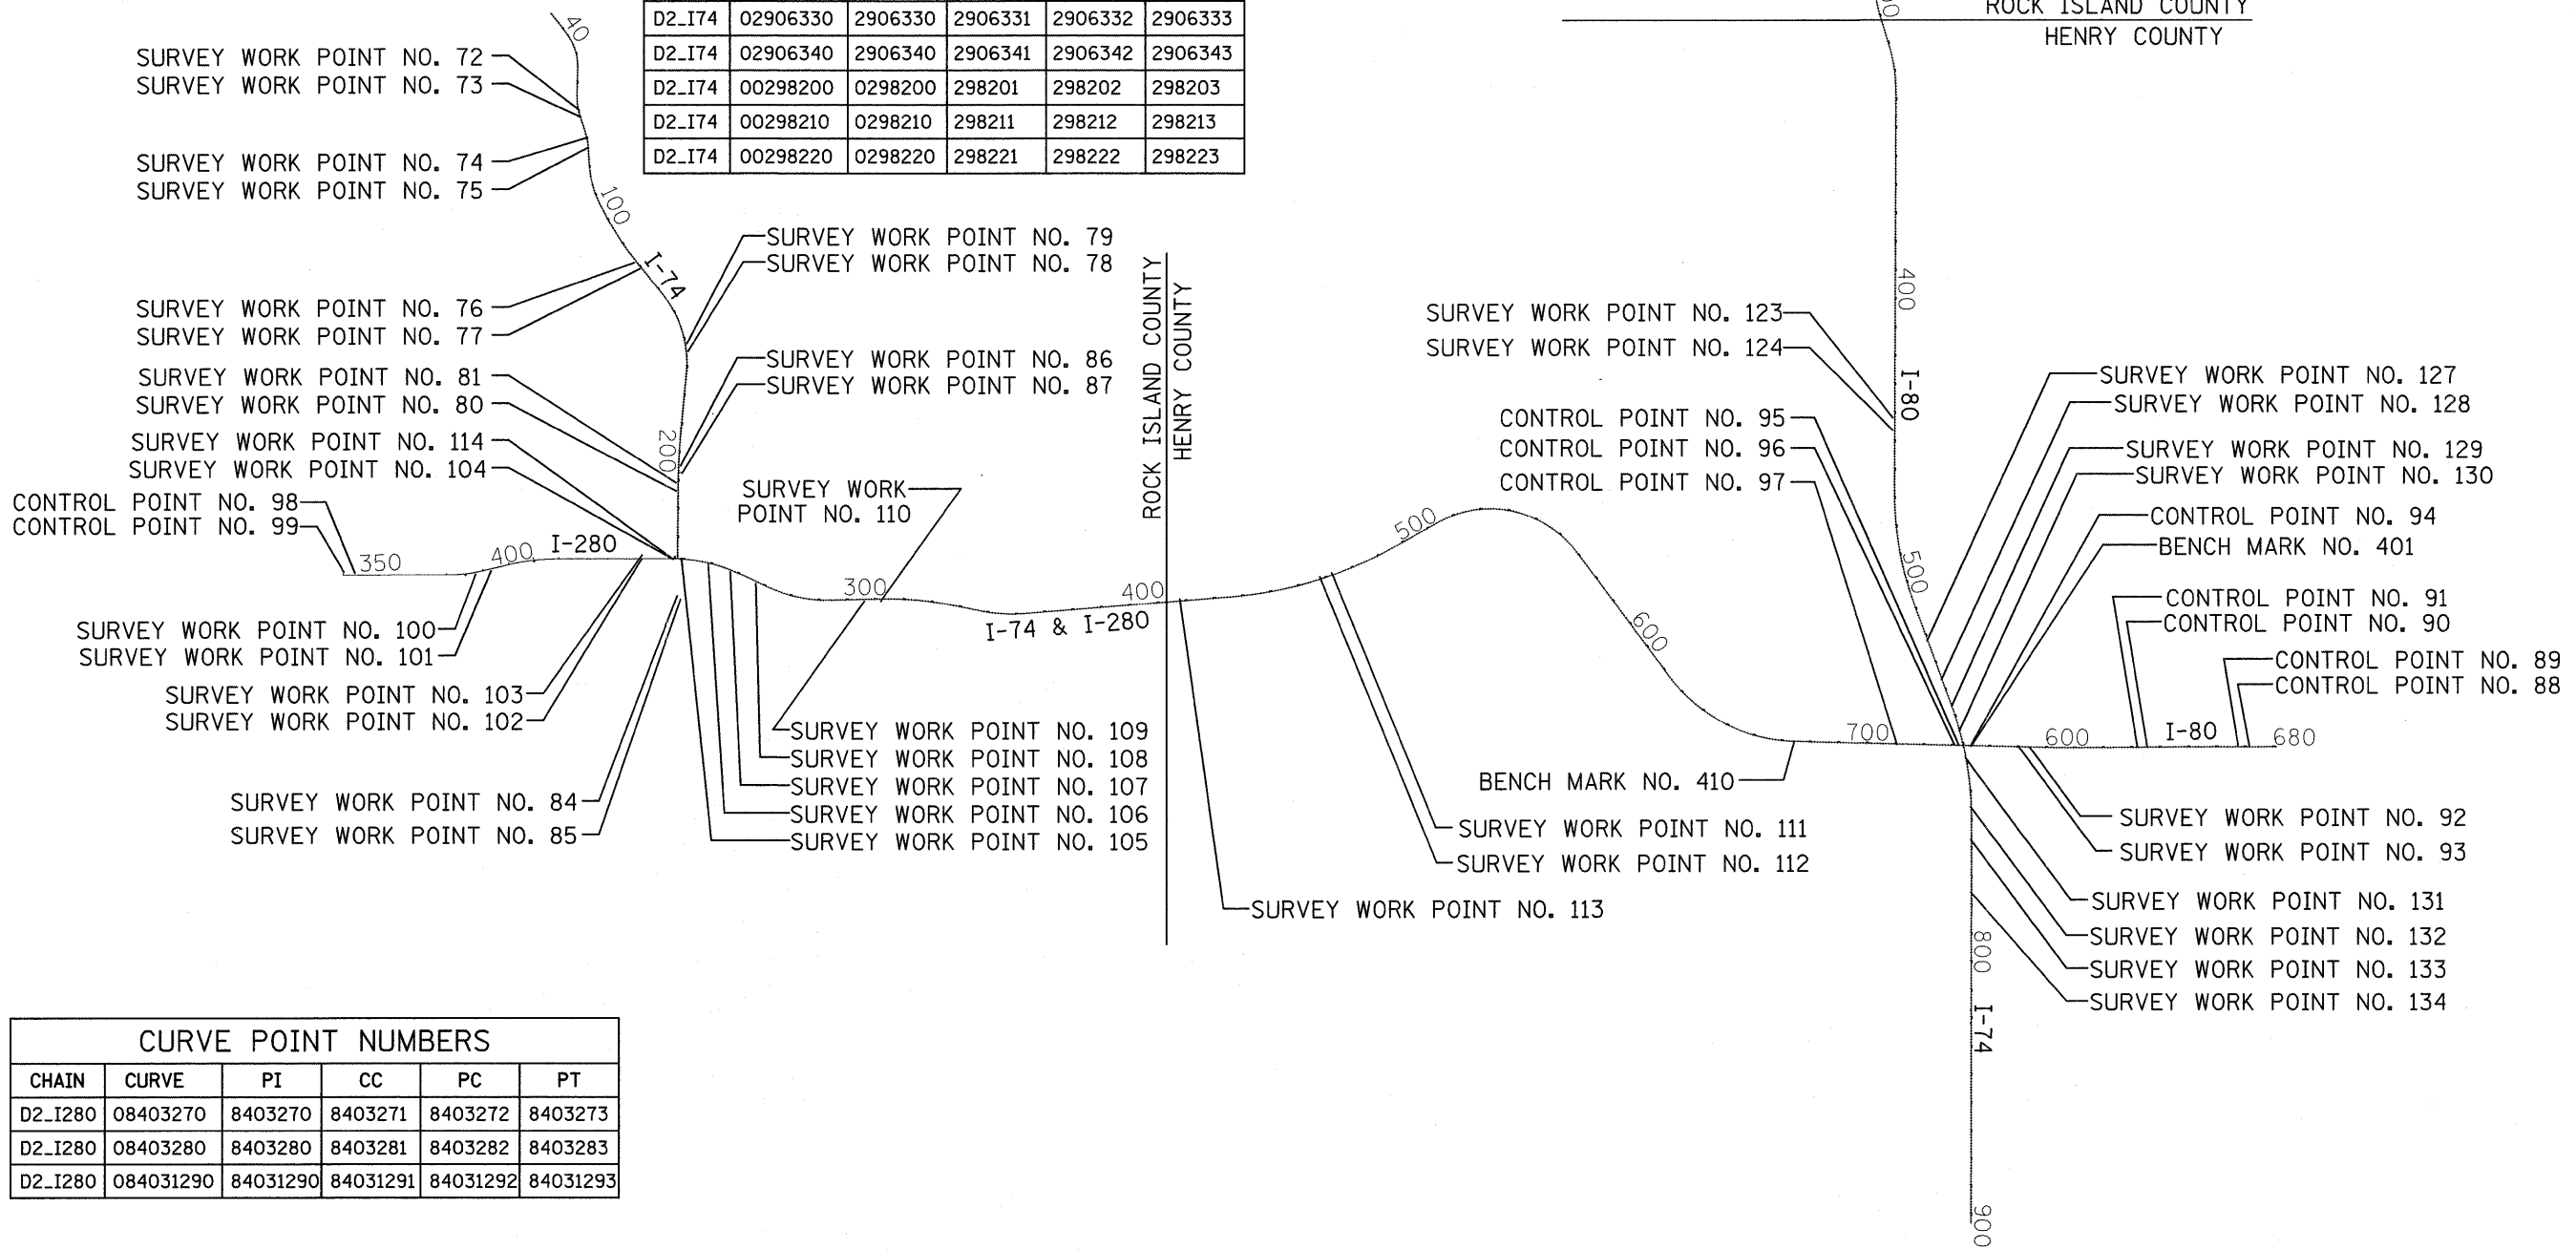 40
D2_I74 02906330 2906330 2906331 2906332 2906333
D2_I74 02906340 2906340 2906341 2906342 2906343
D2_I74 00298200 0298200 298201 298202 298203
D2_I74 00298210 0298210 298211 298212 298213
D2_I74 00298220 0298220 298221 298222 298223
ROCK ISLAND COUNTY
HENRY COUNTY
SURVEY WORK POINT NO. 72
SURVEY WORK POINT NO. 73
SURVEY WORK POINT NO. 74
SURVEY WORK POINT NO. 75
100
I-74
SURVEY WORK POINT NO. 79
SURVEY WORK POINT NO. 78
SURVEY WORK POINT NO. 76
SURVEY WORK POINT NO. 77
SURVEY WORK POINT NO. 86
SURVEY WORK POINT NO. 87
SURVEY WORK POINT NO. 81
SURVEY WORK POINT NO. 80
200
SURVEY WORK POINT NO. 114
SURVEY WORK POINT NO. 104
CONTROL POINT NO. 98
CONTROL POINT NO. 99
350
400
I-280
SURVEY WORK
POINT NO. 110
ROCK ISLAND COUNTY
HENRY COUNTY
300
400
I-74 & I-280
SURVEY WORK POINT NO. 100
SURVEY WORK POINT NO. 101
SURVEY WORK POINT NO. 103
SURVEY WORK POINT NO. 102
SURVEY WORK POINT NO. 84
SURVEY WORK POINT NO. 85
SURVEY WORK POINT NO. 109
SURVEY WORK POINT NO. 108
SURVEY WORK POINT NO. 107
SURVEY WORK POINT NO. 106
SURVEY WORK POINT NO. 105
SURVEY WORK POINT NO. 113
500
600
SURVEY WORK POINT NO. 111
SURVEY WORK POINT NO. 112
BENCH MARK NO. 410
700
400
I-80
500
SURVEY WORK POINT NO. 123
SURVEY WORK POINT NO. 124
CONTROL POINT NO. 95
CONTROL POINT NO. 96
CONTROL POINT NO. 97
SURVEY WORK POINT NO. 127
SURVEY WORK POINT NO. 128
SURVEY WORK POINT NO. 129
SURVEY WORK POINT NO. 130
CONTROL POINT NO. 94
BENCH MARK NO. 401
CONTROL POINT NO. 91
CONTROL POINT NO. 90
CONTROL POINT NO. 89
CONTROL POINT NO. 88
600
I-80
680
SURVEY WORK POINT NO. 92
SURVEY WORK POINT NO. 93
SURVEY WORK POINT NO. 131
SURVEY WORK POINT NO. 132
SURVEY WORK POINT NO. 133
SURVEY WORK POINT NO. 134
800
I-74
900
CURVE POINT NUMBERS
CHAIN CURVE PI CC PC PT
D2_I280 08403270 8403270 8403271 8403272 8403273
D2_I280 08403280 8403280 8403281 8403282 8403283
D2_I280 084031290 84031290 84031291 84031292 84031293